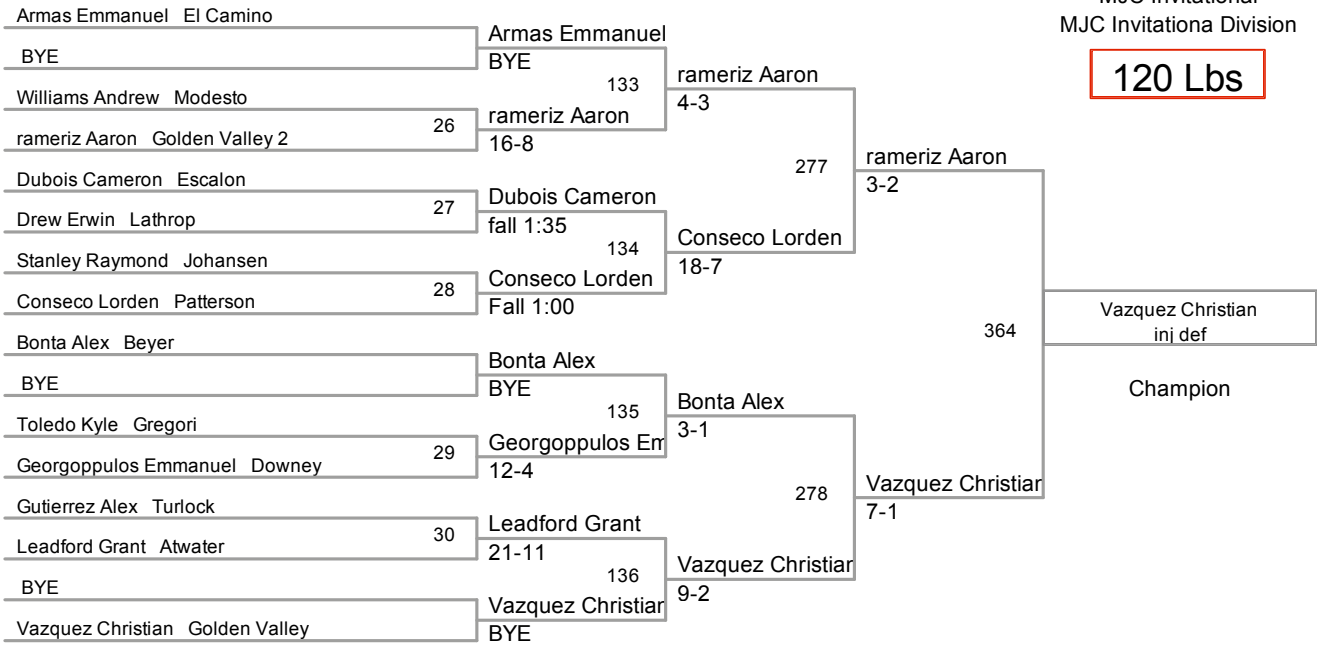 MJC Invitational
MJC Invitationa Division
120 Lbs
Armas Emmanuel El Camino
BYE
Williams Andrew Modesto
rameriz Aaron Golden Valley 2
Dubois Cameron Escalon
Drew Erwin Lathrop
Stanley Raymond Johansen
Conseco Lorden Patterson
Bonta Alex Beyer
BYE
Toledo Kyle Gregori
Georgoppulos Emmanuel Downey
Gutierrez Alex Turlock
Leadford Grant Atwater
BYE
Vazquez Christian Golden Valley
26
27
28
29
30
Armas Emmanuel
BYE
rameriz Aaron
16-8
Dubois Cameron
fall 1:35
Conseco Lorden
Fall 1:00
Bonta Alex
BYE
Georgoppulos Em
12-4
Leadford Grant
21-11
Vazquez Christian
BYE
133
134
135
136
rameriz Aaron
4-3
Conseco Lorden
18-7
Bonta Alex
3-1
Vazquez Christian
9-2
277
278
rameriz Aaron
3-2
Vazquez Christian
7-1
364
Vazquez Christian
inj def
Champion